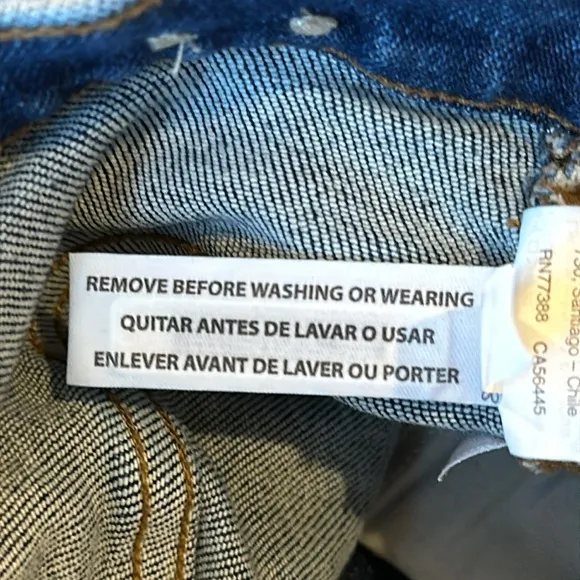 REMOVE BEFORE WASHING OR WEARING
QUITAR ANTES DE LAVAR O USAR
ENLEVER AVANT DE LAVER OU PORTER
Santiago – Chile
RN77388 CA56445